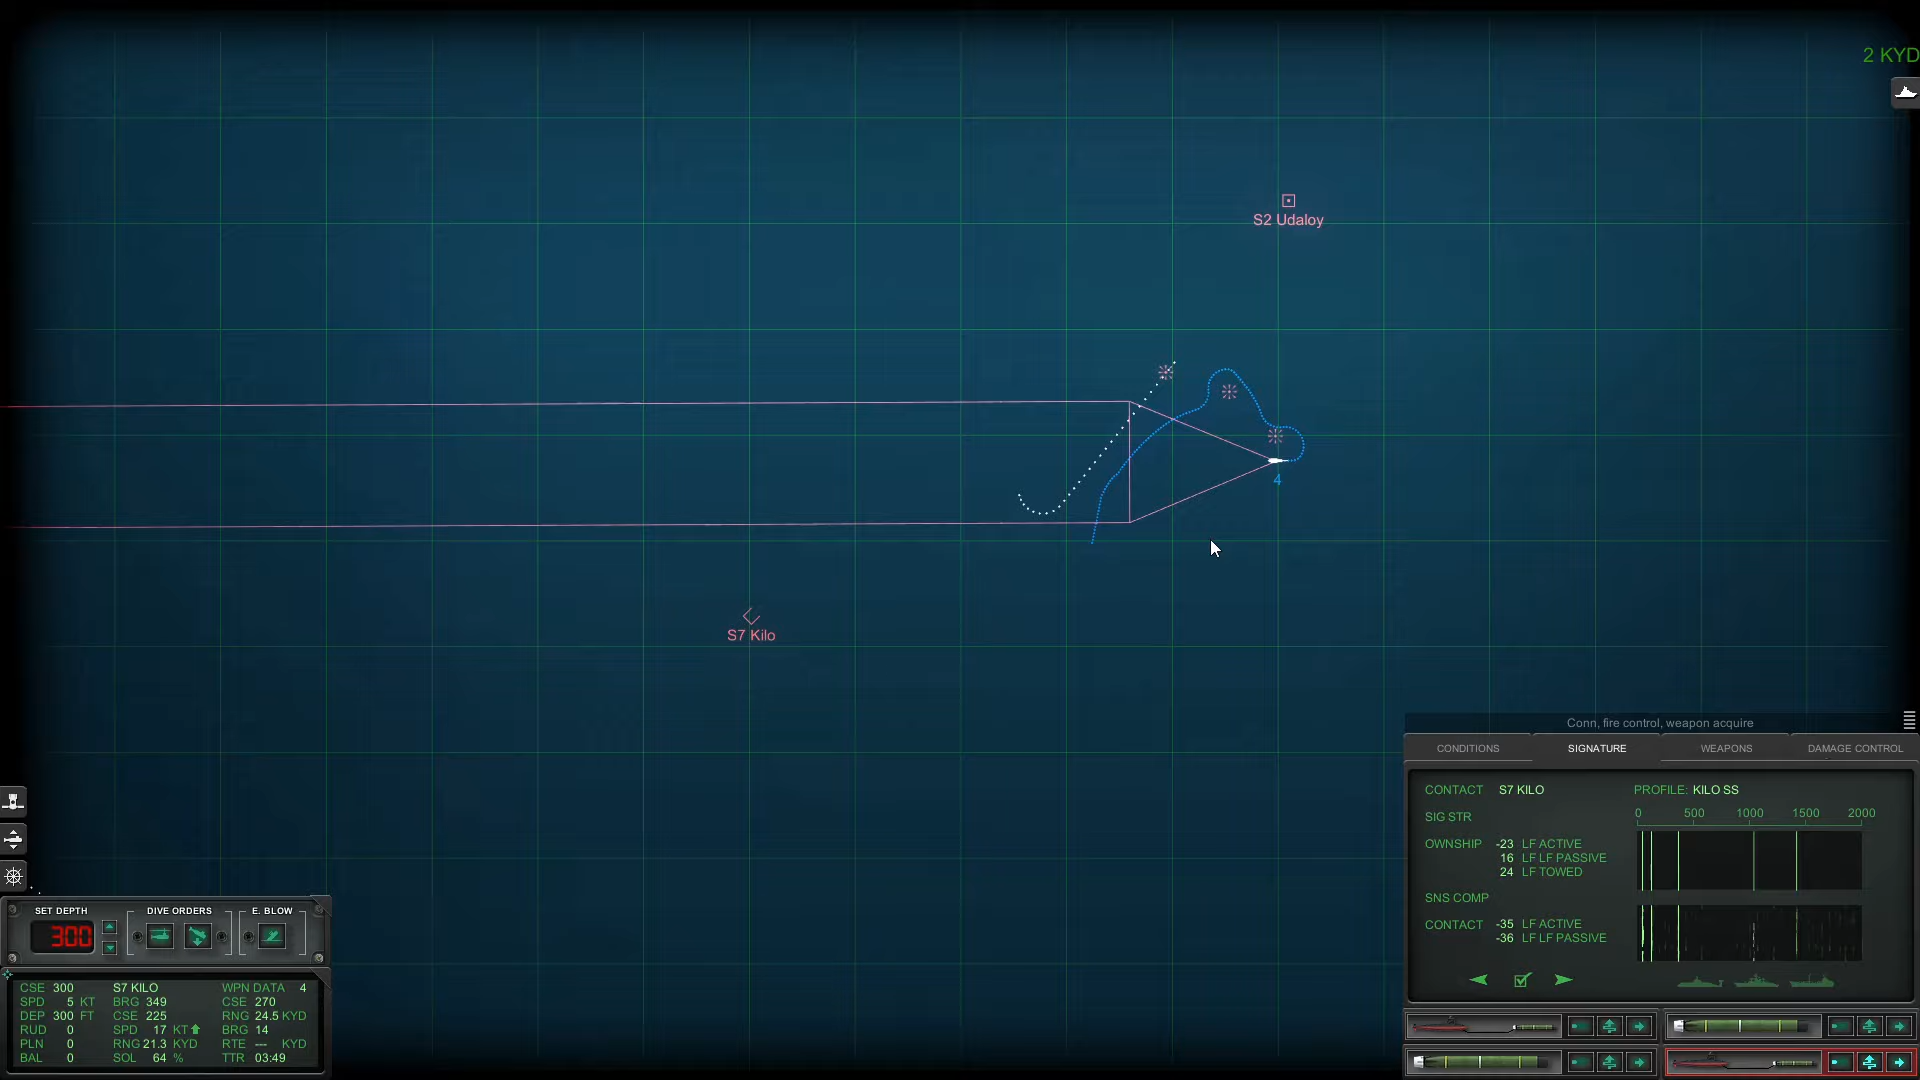 2 KYD
S2 Udaloy
4
S7 Kilo
Conn, fire control, weapon acquire
CONDITIONS SIGNATURE WEAPONS DAMAGE CONTROL
CONTACT S7 KILO PROFILE: KILO SS
SIG STR 0 500 1000 1500 2000
OWNSHIP -23 LF ACTIVE
16 LF LF PASSIVE
24 LF TOWED
SNS COMP
CONTACT -35 LF ACTIVE
-36 LF LF PASSIVE
SET DEPTH DIVE ORDERS E. BLOW
300
CSE 300 S7 KILO WPN DATA 4
SPD 5 KT BRG 349 CSE 270
DEP 300 FT CSE 225 RNG 24.5 KYD
RUD 0 SPD 17 KT BRG 14
PLN 0 RNG 21.3 KYD RTE --- KYD
BAL 0 SOL 64 % TTR 03:49